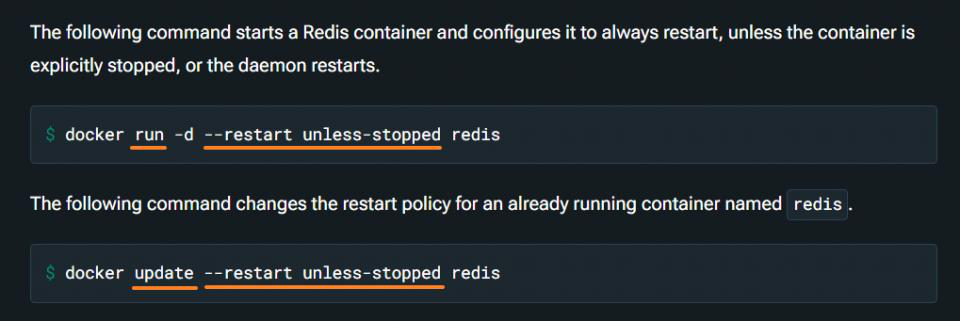 The following command starts a Redis container and configures it to always restart, unless the container is
explicitly stopped, or the daemon restarts.
$ docker run -d --restart unless-stopped redis
The following command changes the restart policy for an already running container named redis.
$ docker update --restart unless-stopped redis